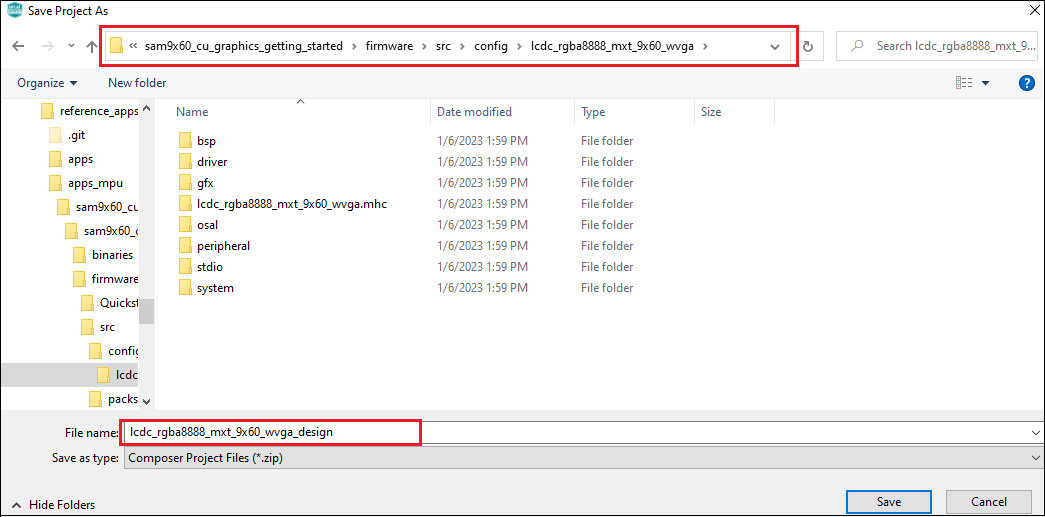 Save Project As
« sam9x60_cu_graphics_getting_started > firmware > src > config > lcdc_rgba8888_mxt_9x60_wvga >
Search lcdc_rgba8888_mxt_9...
Organize New folder ?
Name Date modified Type Size
reference_apps
.git
apps
apps_mpu
sam9x60_cu
sam9x60_c
binaries
firmware
Quickst
src
config
lcdc
packs
bsp 1/6/2023 1:59 PM File folder
driver 1/6/2023 1:59 PM File folder
gfx 1/6/2023 1:59 PM File folder
lcdc_rgba8888_mxt_9x60_wvga.mhc 1/6/2023 1:59 PM File folder
osal 1/6/2023 1:59 PM File folder
peripheral 1/6/2023 1:59 PM File folder
stdio 1/6/2023 1:59 PM File folder
system 1/6/2023 1:59 PM File folder
File name: lcdc_rgba8888_mxt_9x60_wvga_design
Save as type: Composer Project Files (*.zip)
Hide Folders Save Cancel